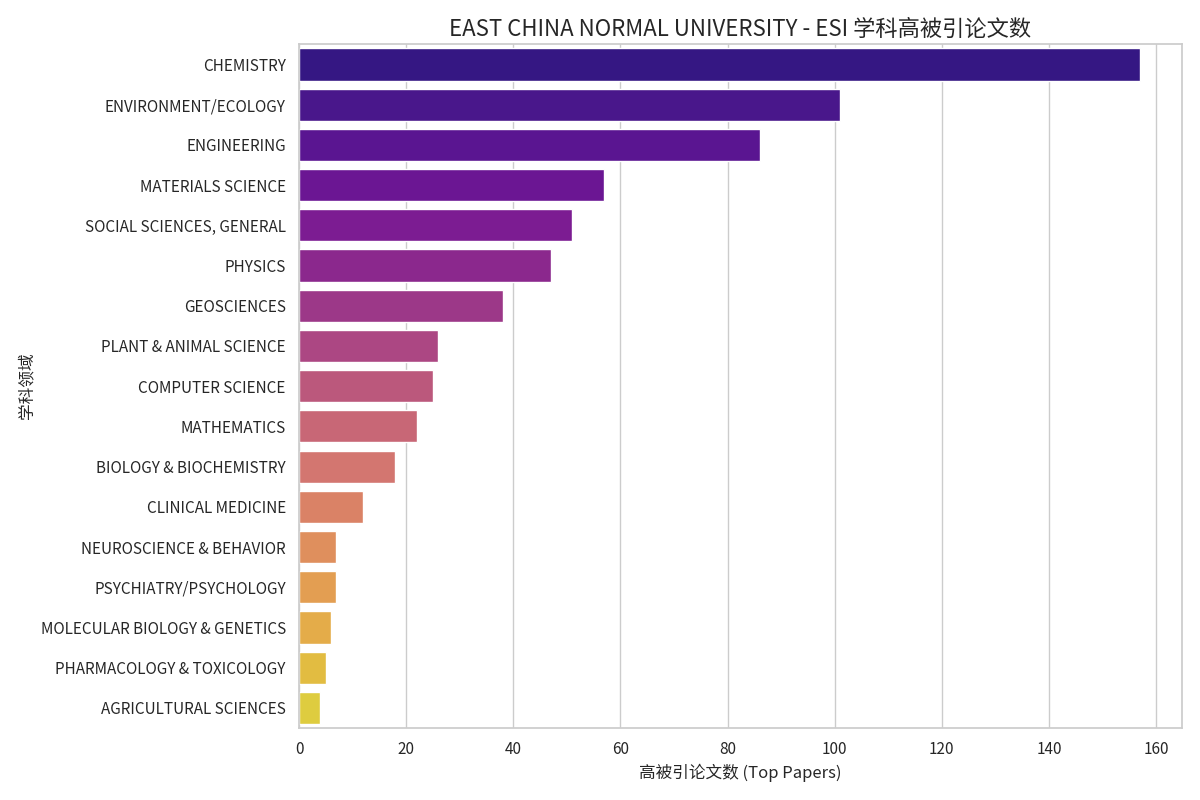 EAST CHINA NORMAL UNIVERSITY - ESI 学科高被引论文数
学科领域
CHEMISTRY
ENVIRONMENT/ECOLOGY
ENGINEERING
MATERIALS SCIENCE
SOCIAL SCIENCES, GENERAL
PHYSICS
GEOSCIENCES
PLANT & ANIMAL SCIENCE
COMPUTER SCIENCE
MATHEMATICS
BIOLOGY & BIOCHEMISTRY
CLINICAL MEDICINE
NEUROSCIENCE & BEHAVIOR
PSYCHIATRY/PSYCHOLOGY
MOLECULAR BIOLOGY & GENETICS
PHARMACOLOGY & TOXICOLOGY
AGRICULTURAL SCIENCES
0 20 40 60 80 100 120 140 160
高被引论文数 (Top Papers)